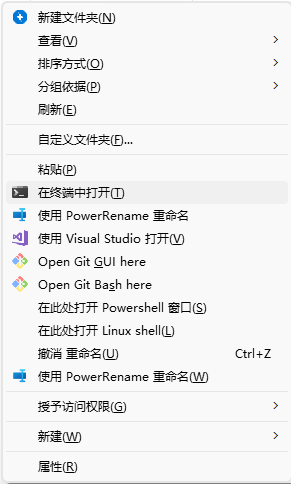 新建文件夹(N)
查看(V)
排序方式(O)
分组依据(P)
刷新(E)
自定义文件夹(F)...
粘贴(P)
在终端中打开(T)
使用 PowerRename 重命名
使用 Visual Studio 打开(V)
Open Git GUI here
Open Git Bash here
在此处打开 Powershell 窗口(S)
在此处打开 Linux shell(L)
撤消 重命名(U) Ctrl+Z
使用 PowerRename 重命名(W)
授予访问权限(G)
新建(W)
属性(R)